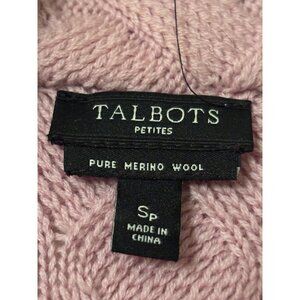 TALBOTS
PETITES
PURE MERINO WOOL
SP
MADE IN
CHINA